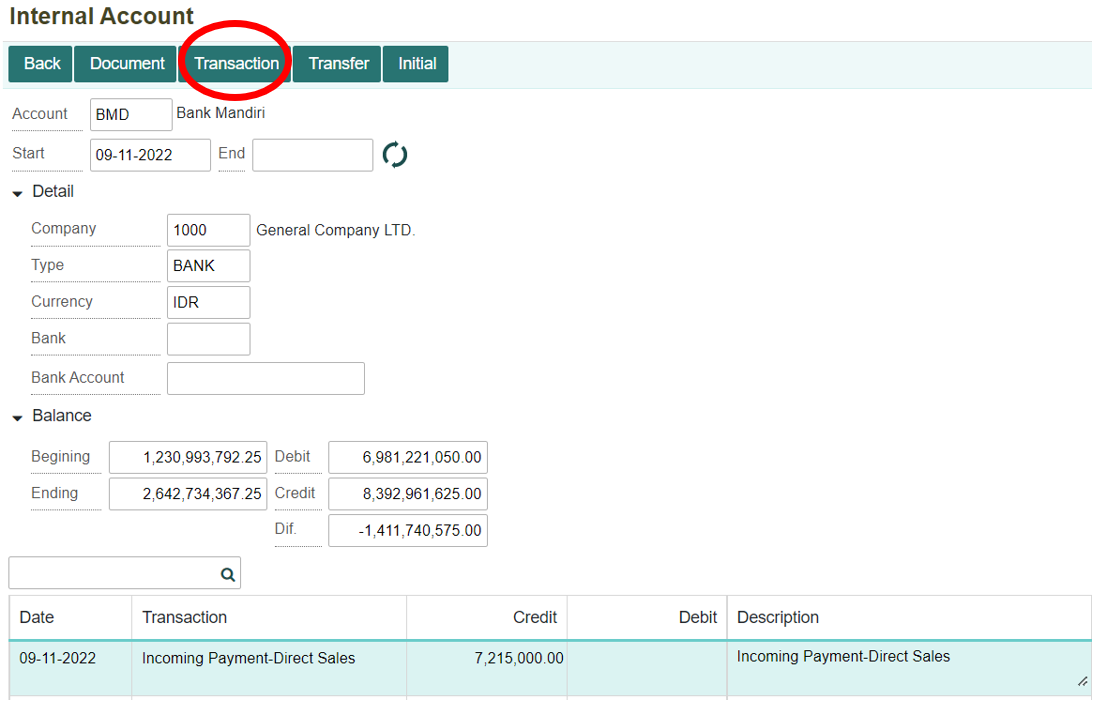 Internal Account
Back Document Transaction Transfer Initial
Account BMD Bank Mandiri
Start 09-11-2022 End
Detail
Company 1000 General Company LTD.
Type BANK
Currency IDR
Bank
Bank Account
Balance
Begining 1,230,993,792.25 Debit 6,981,221,050.00
Ending 2,642,734,367.25 Credit 8,392,961,625.00
Dif. -1,411,740,575.00
Date Transaction Credit Debit Description
09-11-2022 Incoming Payment-Direct Sales 7,215,000.00 Incoming Payment-Direct Sales